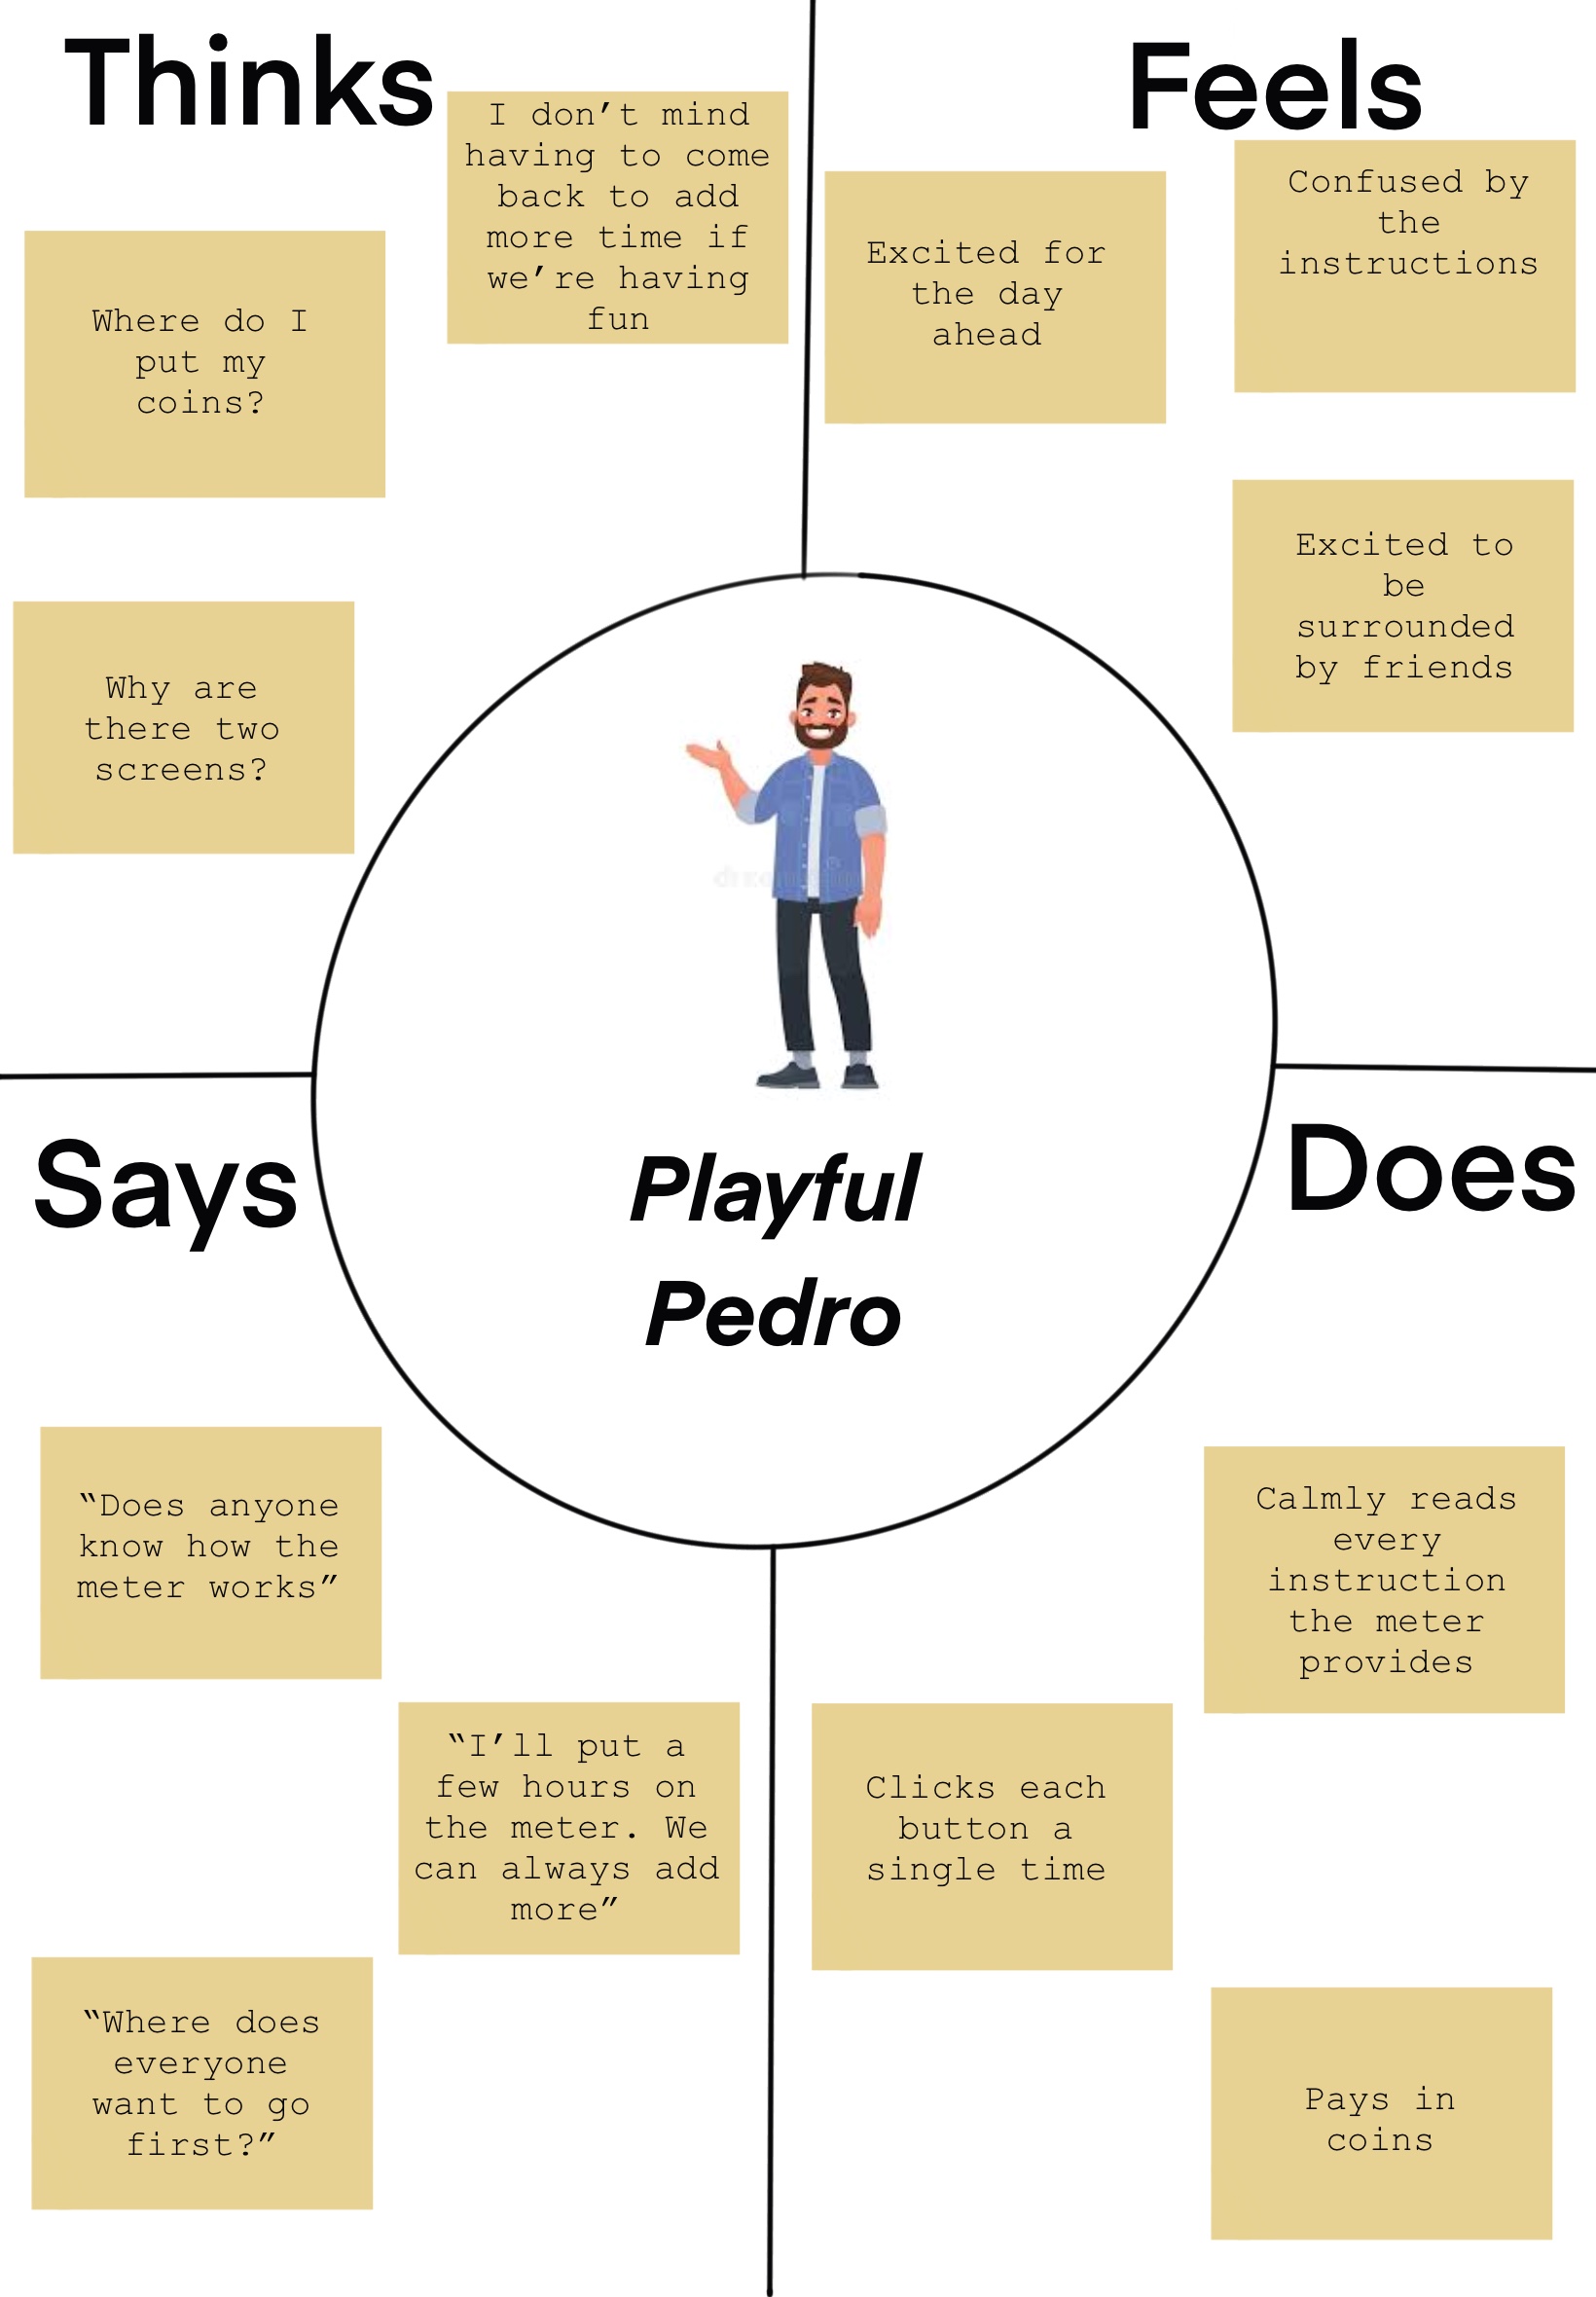 Thinks
I don’t mind
having to come
back to add
more time if
we’re having
fun
Where do I
put my
coins?
Why are
there two
screens?
Feels
Excited for
the day
ahead
Confused by
the
instructions
Excited to
be
surrounded
by friends
Playful
Pedro
Says
“Does anyone
know how the
meter works”
“I’ll put a
few hours on
the meter. We
can always add
more”
“Where does
everyone
want to go
first?”
Does
Calmly reads
every
instruction
the meter
provides
Clicks each
button a
single time
Pays in
coins